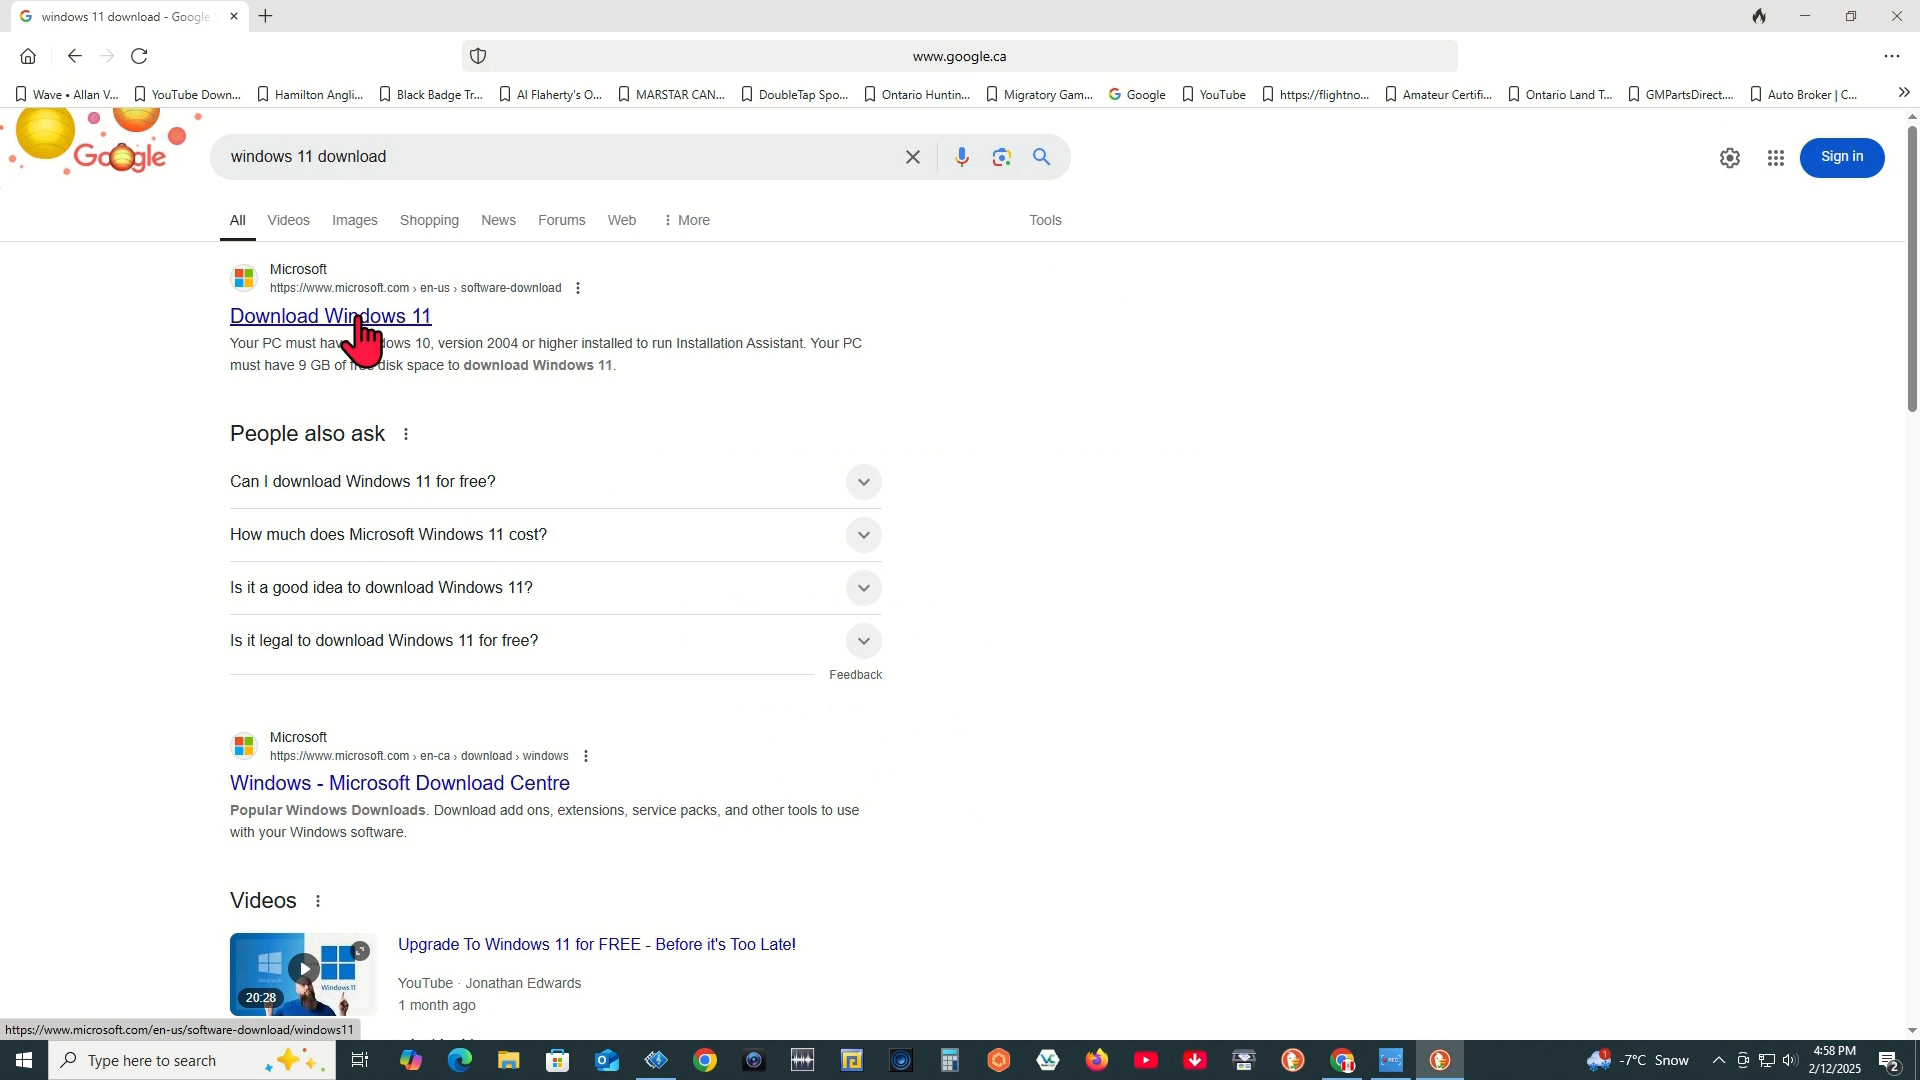 windows 11 download - Google
www.google.ca
Wave • Allan V...
YouTube Down...
Hamilton Angli...
Black Badge Tr...
Al Flaherty's O...
MARSTAR CAN...
DoubleTap Spo...
Ontario Huntin...
Migratory Gam...
Google
YouTube
https://flightno...
Amateur Certifi...
Ontario Land T...
GMPartsDirect....
Auto Broker | C...
Google
windows 11 download
Sign in
All Videos Images Shopping News Forums Web More Tools
Microsoft
https://www.microsoft.com › en-us › software-download
Download Windows 11
Your PC must have dows 10, version 2004 or higher installed to run Installation Assistant. Your PC
must have 9 GB of free disk space to download Windows 11.
People also ask
Can I download Windows 11 for free?
How much does Microsoft Windows 11 cost?
Is it a good idea to download Windows 11?
Is it legal to download Windows 11 for free?
Feedback
Microsoft
https://www.microsoft.com › en-ca › download › windows
Windows - Microsoft Download Centre
Popular Windows Downloads. Download add ons, extensions, service packs, and other tools to use
with your Windows software.
Videos
Windows 11
20:28
Upgrade To Windows 11 for FREE - Before it's Too Late!
YouTube · Jonathan Edwards
1 month ago
https://www.microsoft.com/en-us/software-download/windows11
Type here to search
REC
1
-7°C Snow
4:58 PM
2/12/2025
2